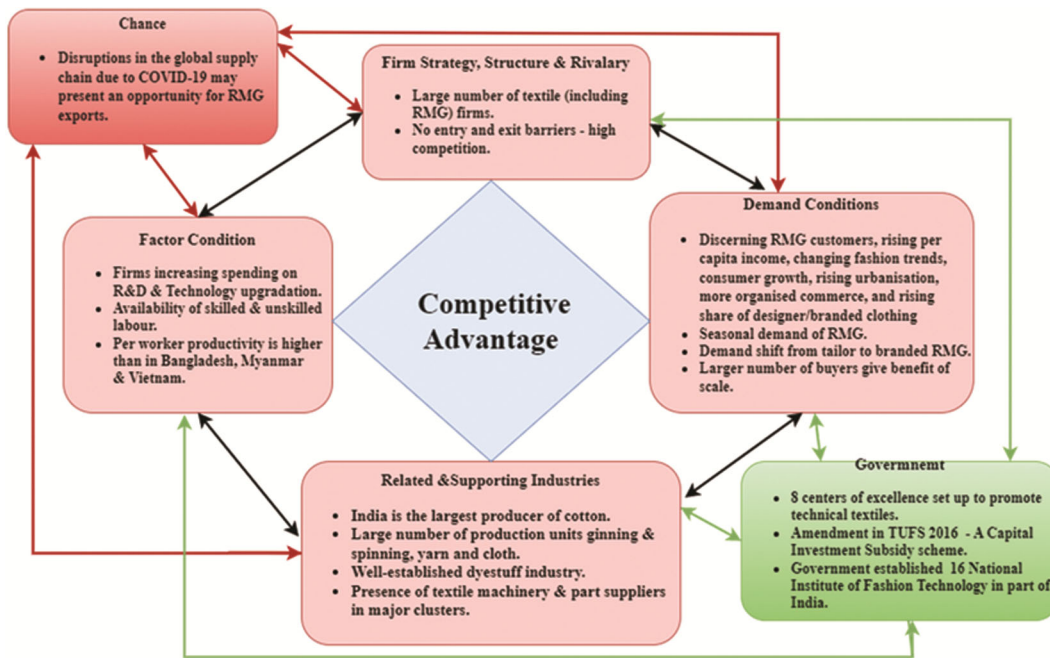 Chance
• Disruptions in the global supply
chain due to COVID-19 may
present an opportunity for RMG
exports.
Firm Strategy, Structure & Rivalary
• Large number of textile (including
RMG) firms.
• No entry and exit barriers - high
competition.
Factor Condition
• Firms increasing spending on
R&D & Technology upgradation.
• Availability of skilled & unskilled
labour.
• Per worker productivity is higher
than in Bangladesh, Myanmar
& Vietnam.
Competitive
Advantage
Demand Conditions
• Discerning RMG customers, rising per
capita income, changing fashion trends,
consumer growth, rising urbanisation,
more organised commerce, and rising
share of designer/branded clothing
• Seasonal demand of RMG.
• Demand shift from tailor to branded RMG.
• Larger number of buyers give benefit of
scale.
Related &Supporting Industries
• India is the largest producer of cotton.
• Large number of production units ginning &
spinning, yarn and cloth.
• Well-established dyestuff industry.
• Presence of textile machinery & part suppliers
in major clusters.
Governmemt
• 8 centers of excellence set up to promote
technical textiles.
• Amendment in TUFS 2016 - A Capital
Investment Subsidy scheme.
• Government established 16 National
Institute of Fashion Technology in part of
India.